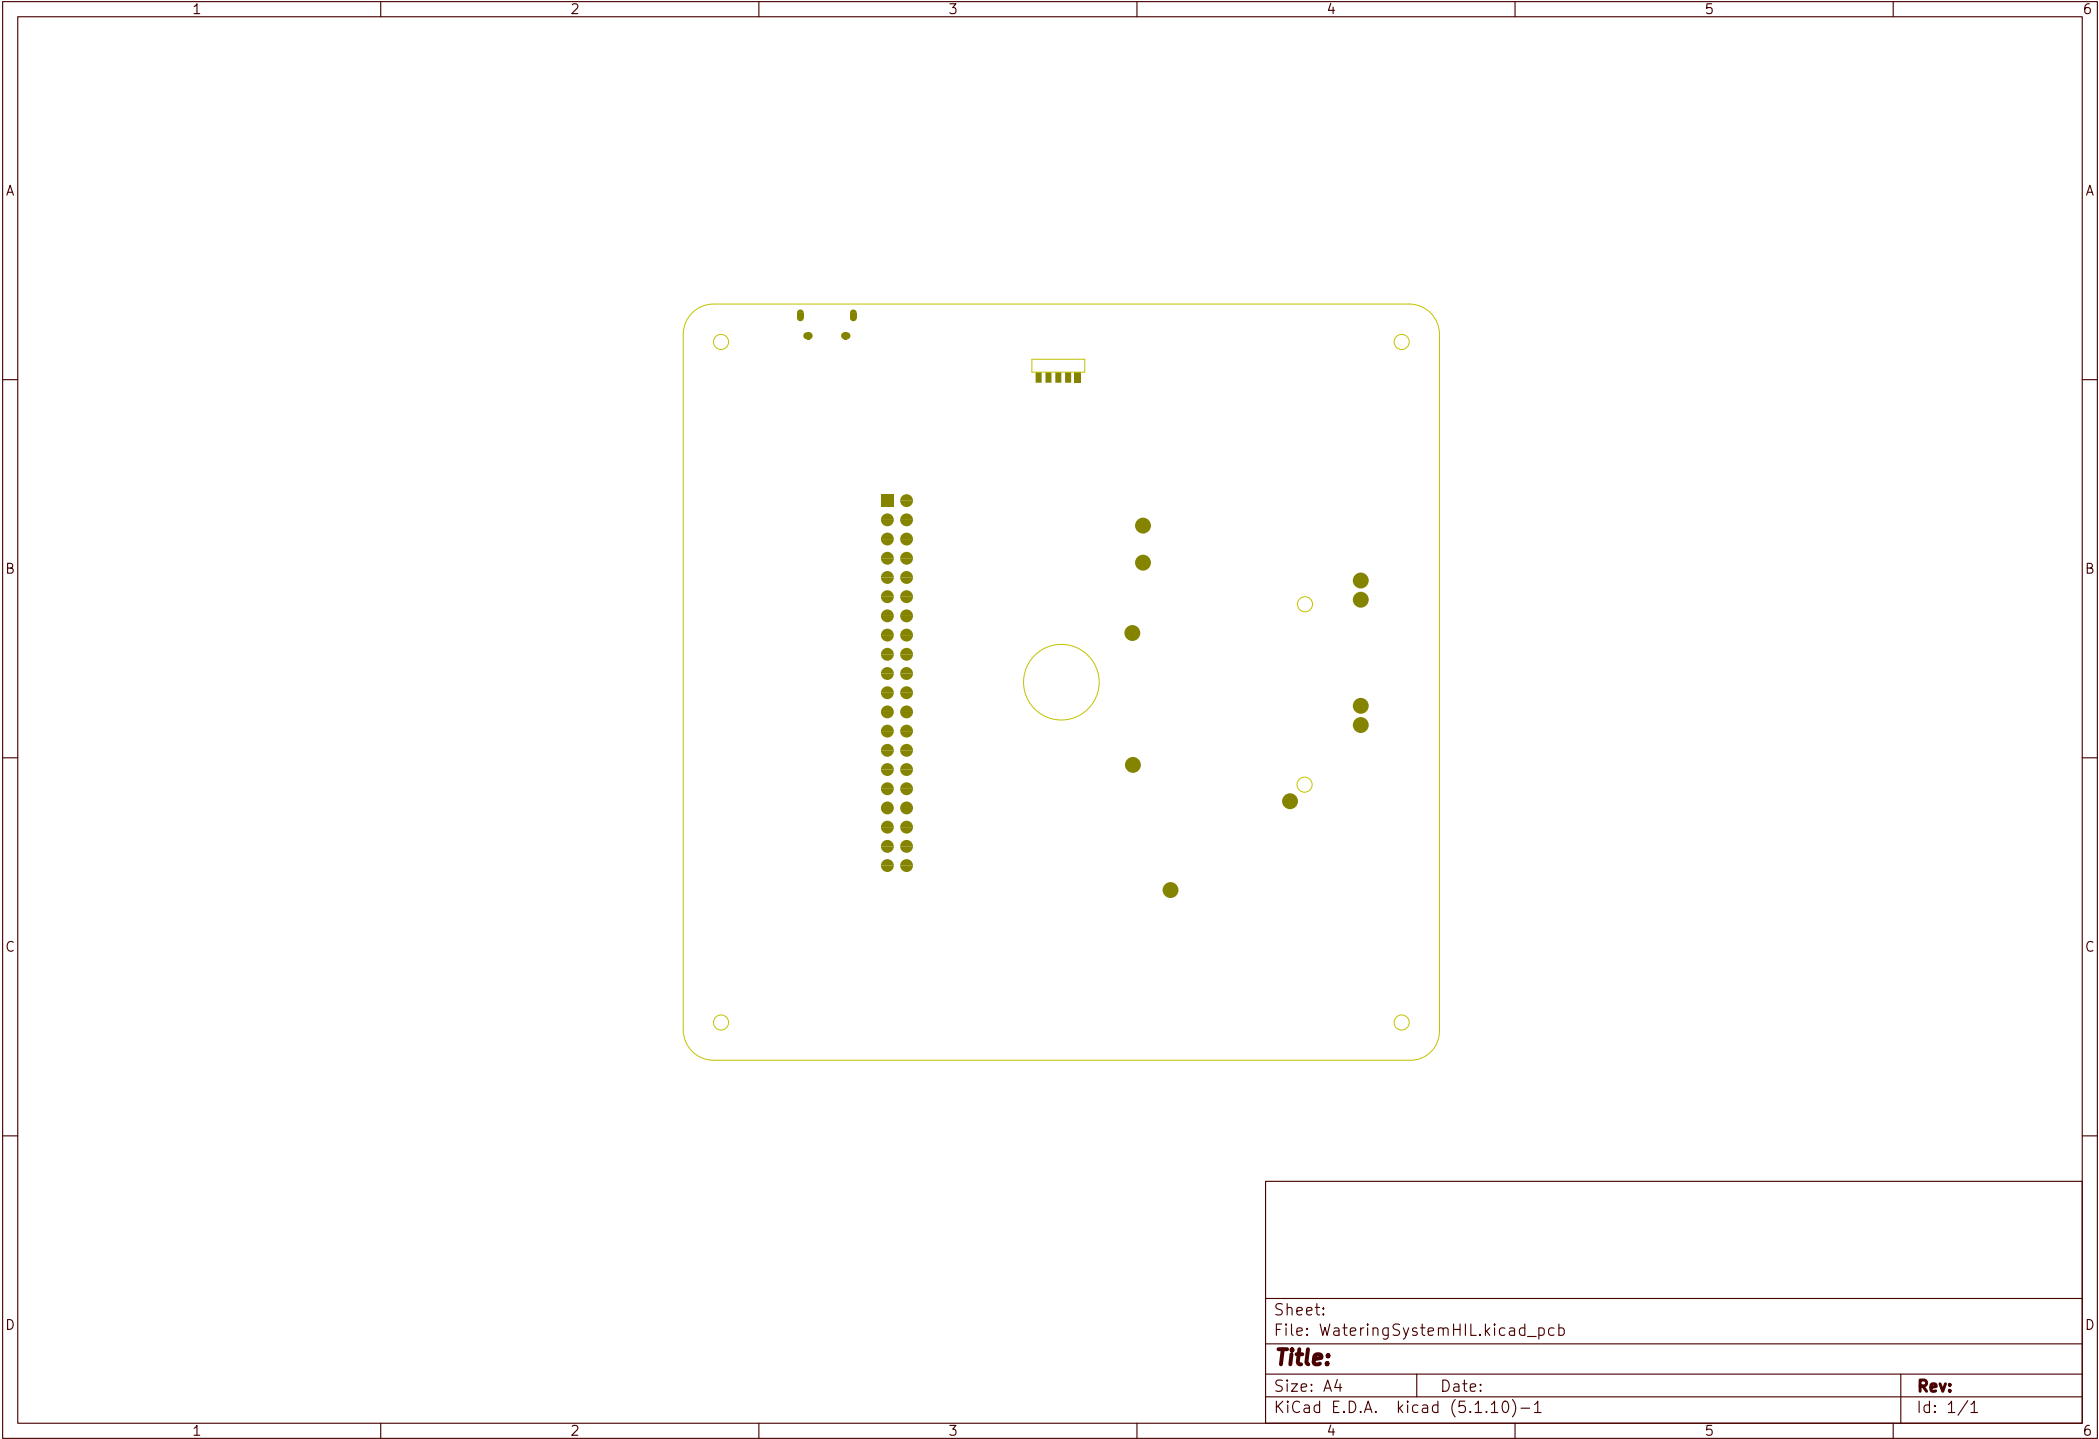 1 2 3 4 5 6
A A
B B
C C
D D
Sheet:
File: WateringSystemHIL.kicad_pcb
Title:
Size: A4 Date: Rev:
KiCad E.D.A. kicad (5.1.10)-1 Id: 1/1
1 2 3 4 5 6